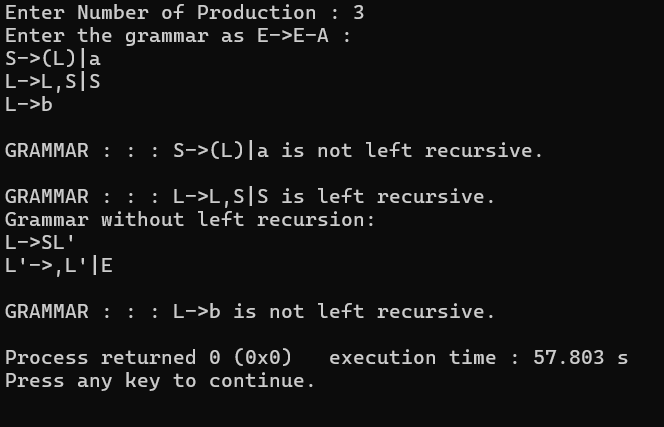 Enter Number of Production : 3
Enter the grammar as E->E-A :
S->(L)|a
L->L,S|S
L->b
GRAMMAR : : : S->(L)|a is not left recursive.
GRAMMAR : : : L->L,S|S is left recursive.
Grammar without left recursion:
L->SL'
L'->,L'|E
GRAMMAR : : : L->b is not left recursive.
Process returned 0 (0x0)   execution time : 57.803 s
Press any key to continue.